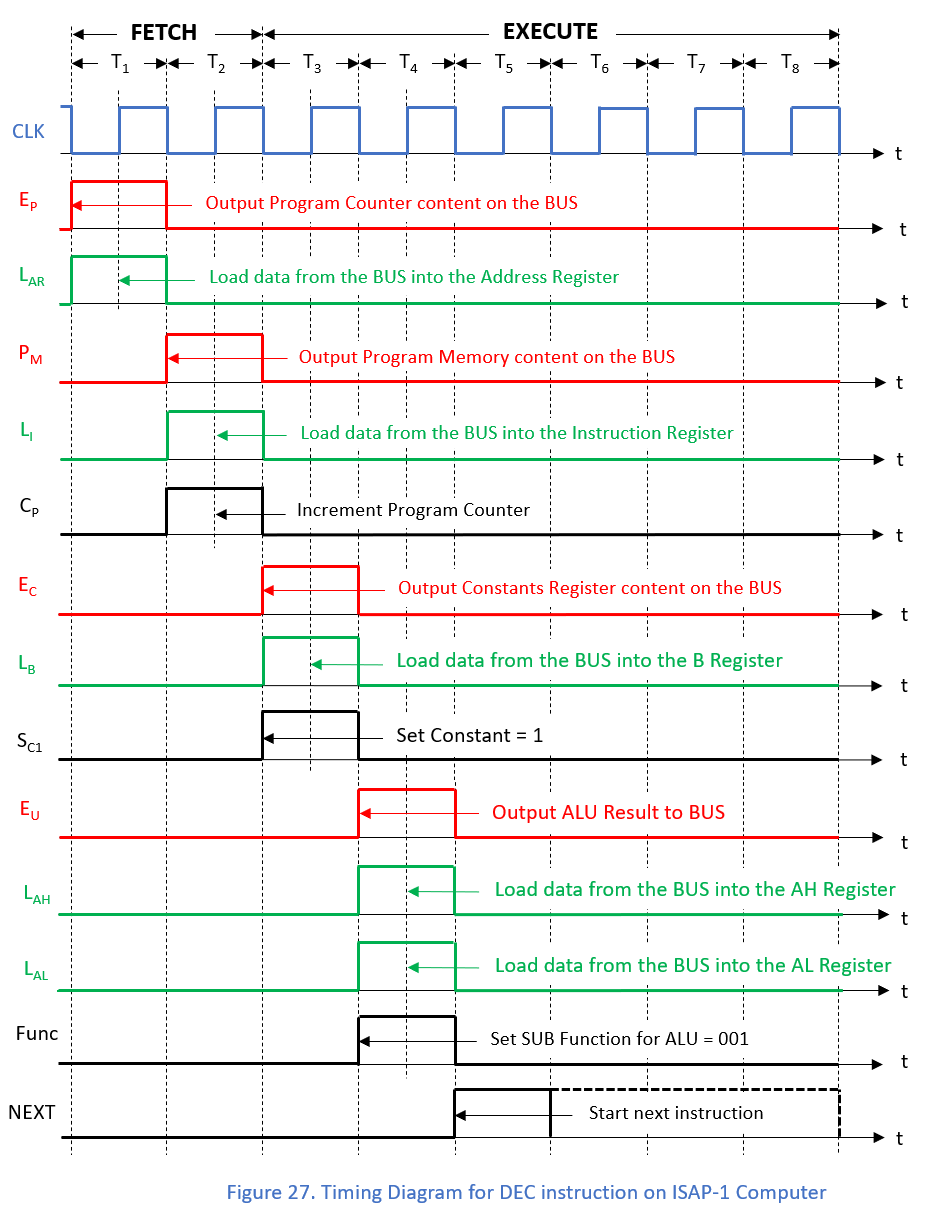 FETCH EXECUTE
T1 T2 T3 T4 T5 T6 T7 T8
CLK t
EP Output Program Counter content on the BUS t
LAR Load data from the BUS into the Address Register t
PM Output Program Memory content on the BUS t
LI Load data from the BUS into the Instruction Register t
CP Increment Program Counter t
EC Output Constants Register content on the BUS t
LB Load data from the BUS into the B Register t
SC1 Set Constant = 1 t
EU Output ALU Result to BUS t
LAH Load data from the BUS into the AH Register t
LAL Load data from the BUS into the AL Register t
Func Set SUB Function for ALU = 001 t
NEXT Start next instruction t
Figure 27. Timing Diagram for DEC instruction on ISAP-1 Computer